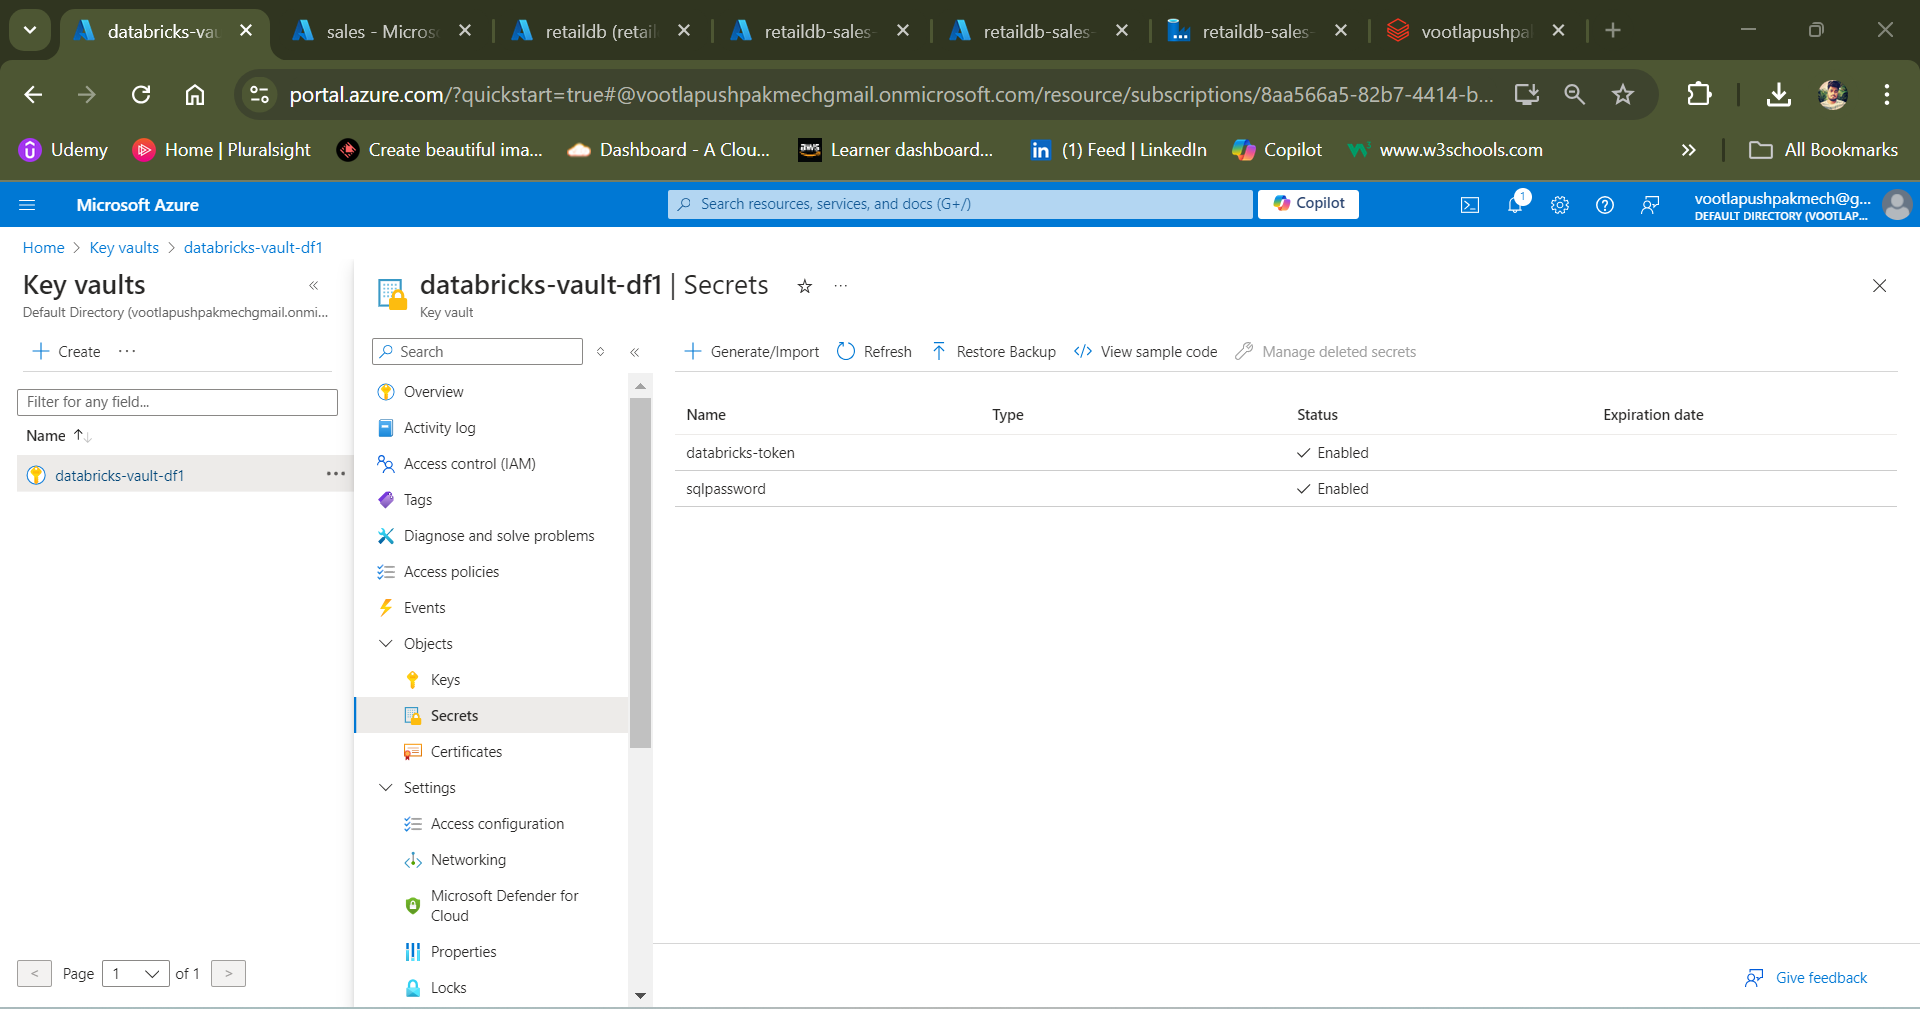 databricks-vau
sales - Micros
retaildb (retail
retaildb-sales-
retaildb-sales-
retaildb-sales-
vootlapushpal
portal.azure.com/?quickstart=true#@vootlapushpakmechgmail.onmicrosoft.com/resource/subscriptions/8aa566a5-82b7-4414-b...
Udemy
Home | Pluralsight
Create beautiful ima...
Dashboard - A Clou...
aws
Learner dashboard...
in
(1) Feed | LinkedIn
Copilot
www.w3schools.com
»
All Bookmarks
Microsoft Azure
Search resources, services, and docs (G+/)
Copilot
1
vootlapushpakmech@g...
DEFAULT DIRECTORY (VOOTLAP...
Home > Key vaults > databricks-vault-df1
Key vaults
«
Default Directory (vootlapushpakmechgmail.onmi...
+ Create ...
Filter for any field...
Name ↑↓
databricks-vault-df1 ...
< Page 1 of 1 >
databricks-vault-df1 | Secrets ☆ ...
Key vault
Search
«
Overview
Activity log
Access control (IAM)
Tags
Diagnose and solve problems
Access policies
Events
Objects
Keys
Secrets
Certificates
Settings
Access configuration
Networking
Microsoft Defender for
Cloud
Properties
Locks
+ Generate/Import
Refresh
Restore Backup
</> View sample code
Manage deleted secrets
Name Type Status Expiration date
databricks-token ✓ Enabled
sqlpassword ✓ Enabled
Give feedback